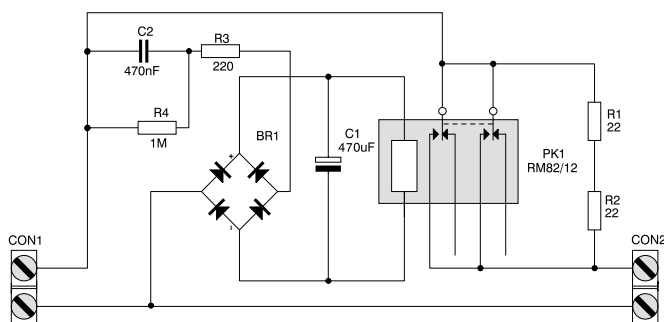 C2
470nF
R3
220
R4
1M
BR1
+
-
C1
470uF
PK1
RM82/12
R1
22
R2
22
CON1
CON2